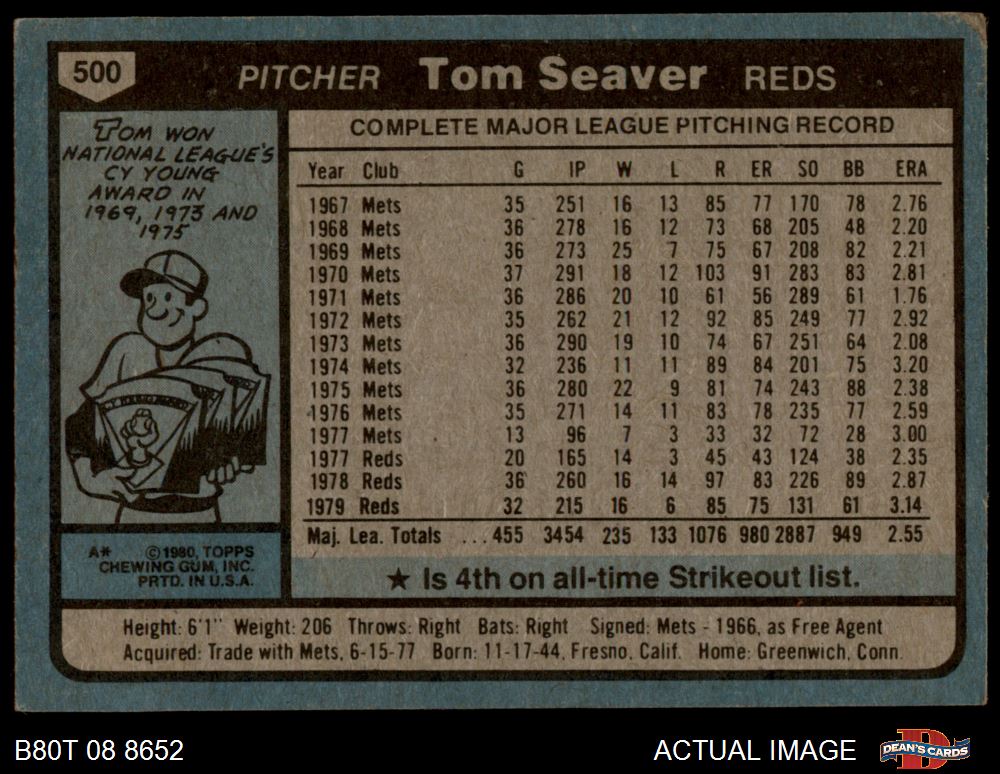 500 PITCHER Tom Seaver REDS
TOM WON
NATIONAL LEAGUE'S
CY YOUNG
AWARD IN
1969, 1973 AND
1975
CY YOUNG AWARD
A* ©1980, TOPPS
CHEWING GUM, INC.
PRTD. IN U.S.A.
COMPLETE MAJOR LEAGUE PITCHING RECORD
Year Club G IP W L R ER SO BB ERA
1967 Mets 35 251 16 13 85 77 170 78 2.76
1968 Mets 36 278 16 12 73 68 205 48 2.20
1969 Mets 36 273 25 7 75 67 208 82 2.21
1970 Mets 37 291 18 12 103 91 283 83 2.81
1971 Mets 36 286 20 10 61 56 289 61 1.76
1972 Mets 35 262 21 12 92 85 249 77 2.92
1973 Mets 36 290 19 10 74 67 251 64 2.08
1974 Mets 32 236 11 11 89 84 201 75 3.20
1975 Mets 36 280 22 9 81 74 243 88 2.38
1976 Mets 35 271 14 11 83 78 235 77 2.59
1977 Mets 13 96 7 3 33 32 72 28 3.00
1977 Reds 20 165 14 3 45 43 124 38 2.35
1978 Reds 36 260 16 14 97 83 226 89 2.87
1979 Reds 32 215 16 6 85 75 131 61 3.14
Maj. Lea. Totals ...455 3454 235 133 1076 980 2887 949 2.55
★ Is 4th on all-time Strikeout list.
Height: 6'1" Weight: 206 Throws: Right Bats: Right Signed: Mets - 1966, as Free Agent
Acquired: Trade with Mets, 6-15-77 Born: 11-17-44, Fresno, Calif. Home: Greenwich, Conn.
B80T 08 8652 ACTUAL IMAGE DEAN'S CARDS